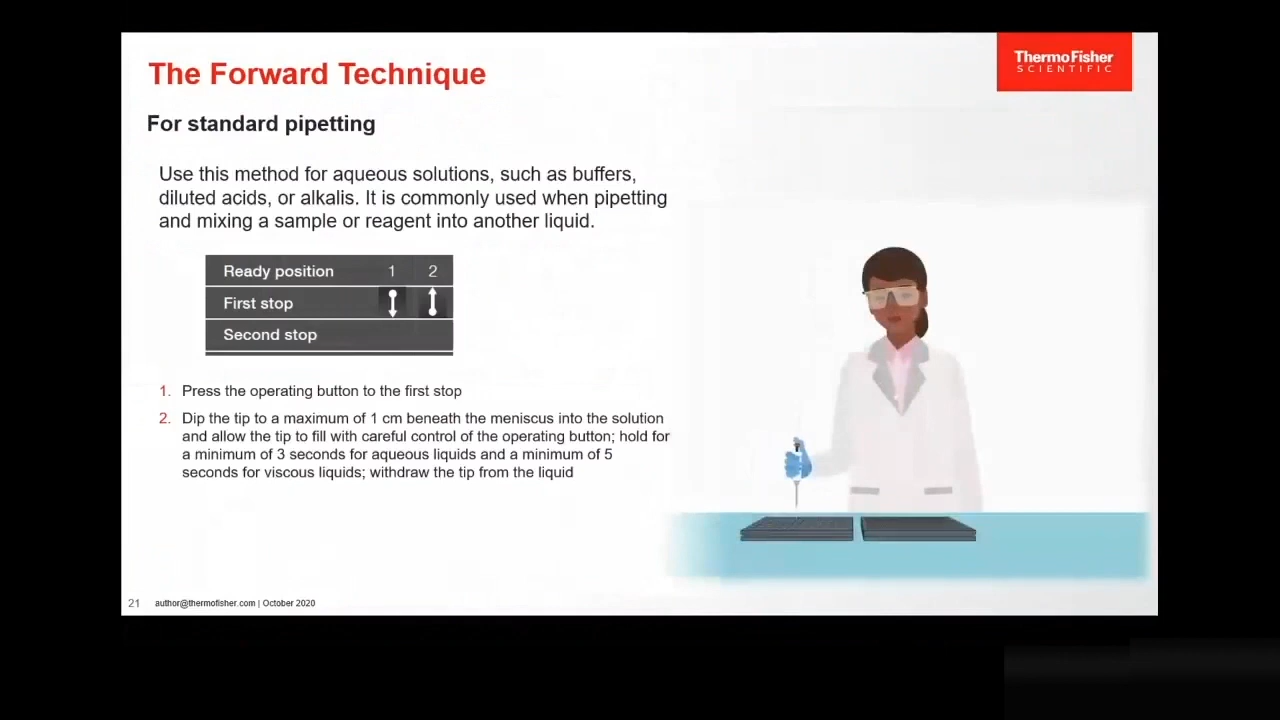 The Forward Technique
ThermoFisher
SCIENTIFIC
For standard pipetting
Use this method for aqueous solutions, such as buffers,
diluted acids, or alkalis. It is commonly used when pipetting
and mixing a sample or reagent into another liquid.
Ready position 1 2
First stop
Second stop
1. Press the operating button to the first stop
2. Dip the tip to a maximum of 1 cm beneath the meniscus into the solution
and allow the tip to fill with careful control of the operating button; hold for
a minimum of 3 seconds for aqueous liquids and a minimum of 5
seconds for viscous liquids; withdraw the tip from the liquid
21 author@thermofisher.com | October 2020